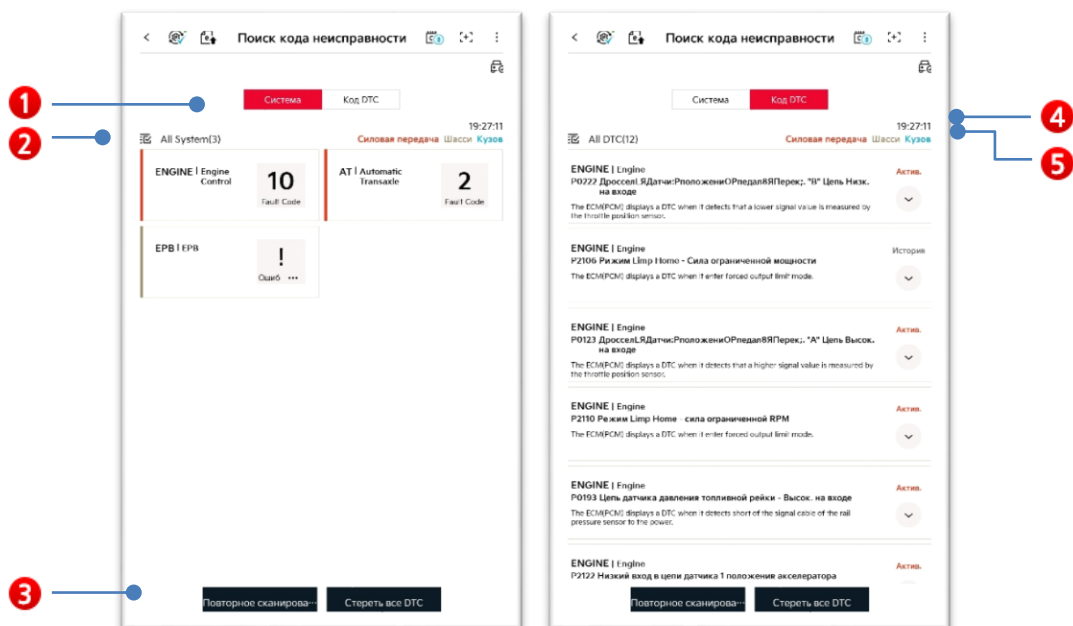 Поиск кода неисправности
1
Система Код DTC
19:27:11
2
All System(3)
Силовая передача Шасси Кузов
ENGINE | Engine
Control
10
Fault Code
AT | Automatic
Transaxle
2
Fault Code
EPB | EPB
!
Ошиб ...
3
Повторное сканирова...
Стереть все DTC
Поиск кода неисправности
Система Код DTC
4
19:27:11
All DTC(12)
Силовая передача Шасси Кузов
5
ENGINE | Engine
Актив.
P0222 ДросселLЯДатчи:РположениОРпедал8ЯПерек;. "B" Цепь Низк.
на входе
The ECM(PCM) displays a DTC when it detects that a lower signal value is measured by
the throttle position sensor.
ENGINE | Engine
История
P2106 Рижим Limp Home - Сила ограниченной мощности
The ECM(PCM) displays a DTC when it enter forced output limit mode.
ENGINE | Engine
Актив.
P0123 ДросселLЯДатчи:РположениОРпедал8ЯПерек;. "A" Цепь Высок.
на входе
The ECM(PCM) displays a DTC when it detects that a higher signal value is measured by
the throttle position sensor.
ENGINE | Engine
Актив.
P2110 Режим Limp Home - сила ограниченной RPM
The ECM(PCM) displays a DTC when it enter forced output limit mode.
ENGINE | Engine
Актив.
P0193 Цепь датчика давления топливной рейки - Высок. на входе
The ECM(PCM) displays a DTC when it detects short of the signal cable of the rail
pressure sensor to the power.
ENGINE | Engine
Актив.
P2122 Низкий вход в цепи датчика 1 положения акселератора
Повторное сканирова...
Стереть все DTC